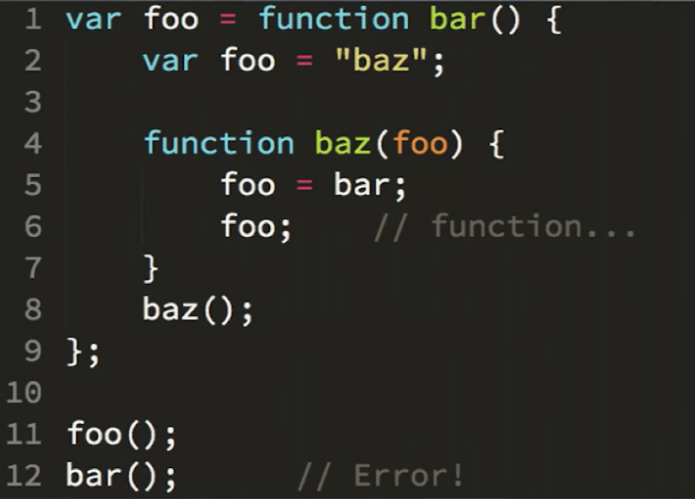 1 var foo = function bar() {
2     var foo = "baz";
3
4     function baz(foo) {
5         foo = bar;
6         foo;    // function...
7     }
8     baz();
9 };
10
11 foo();
12 bar();      // Error!